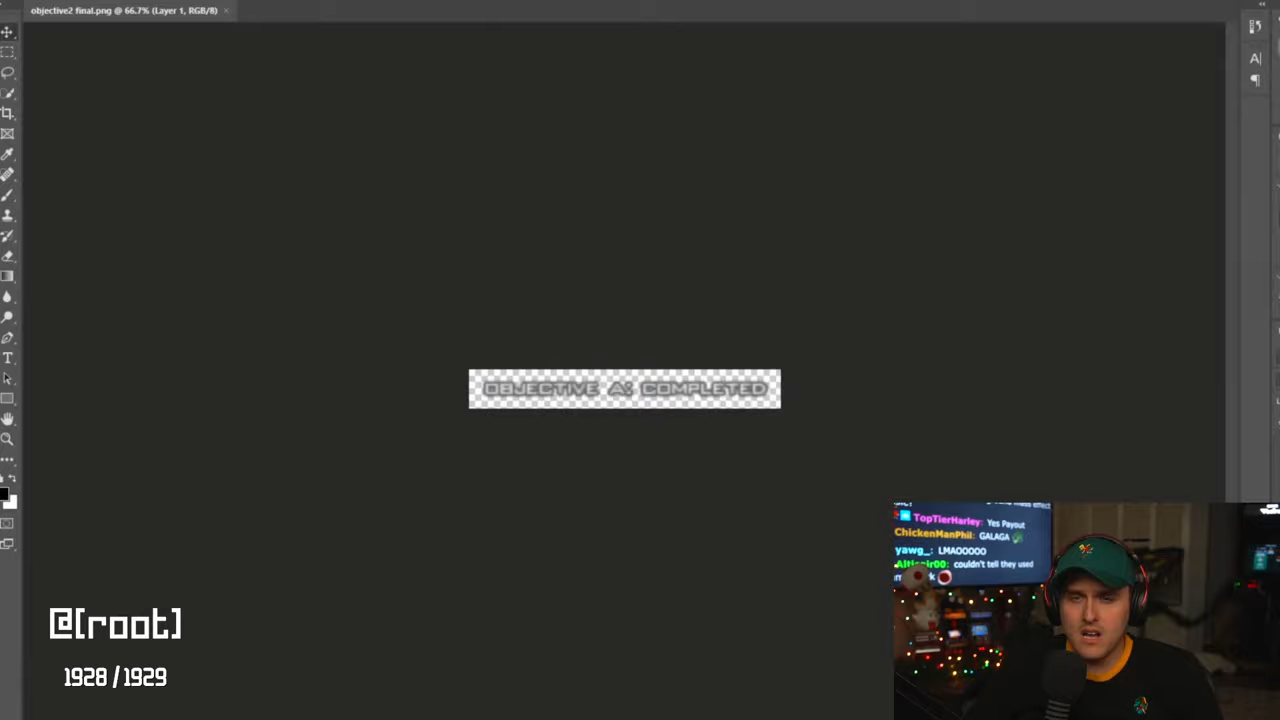 objective2 final.png @ 66.7% (Layer 1, RGB/8) ×
OBJECTIVE A: COMPLETED
TopTierHarley: Yes Payout
ChickenManPhil: GALAGA
yawg_: LMAOOOOO
couldn't tell they used
@[root]
1928 / 1929